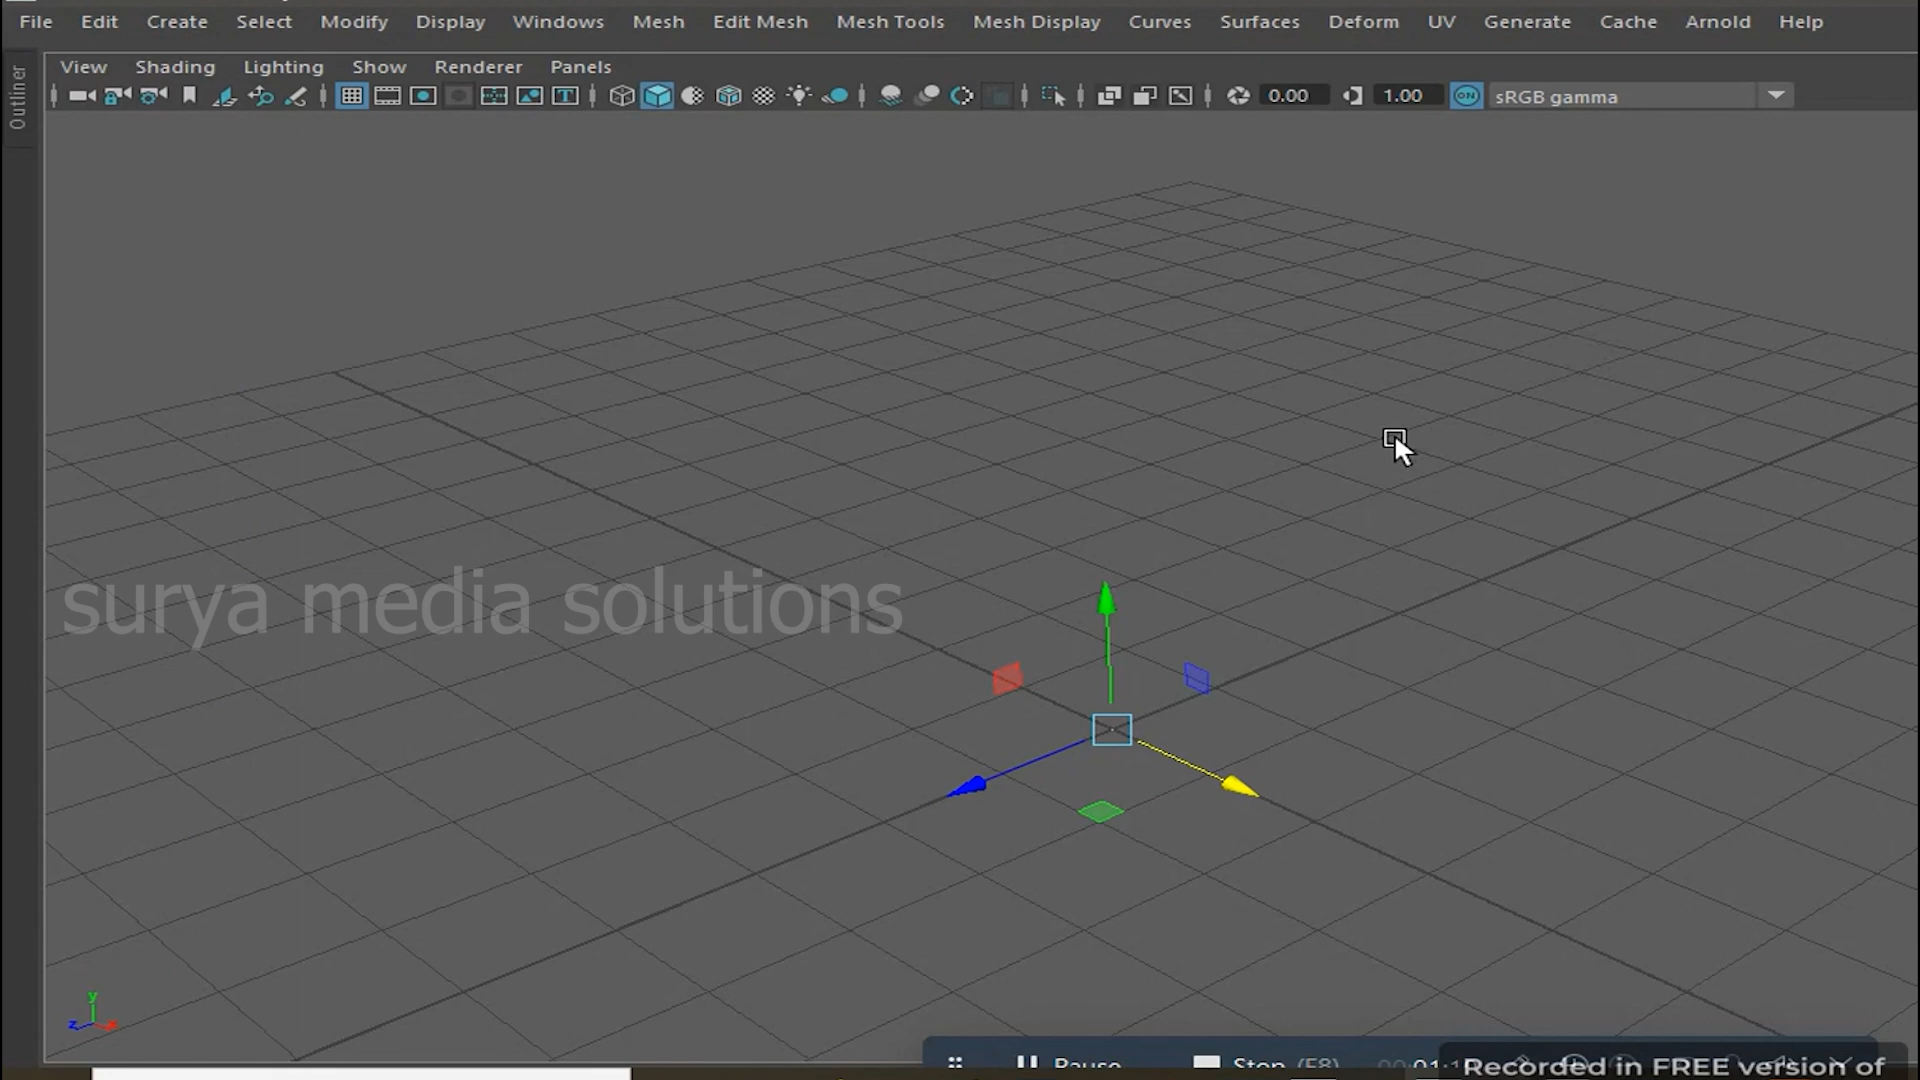 File Edit Create Select Modify Display Windows Mesh Edit Mesh Mesh Tools Mesh Display Curves Surfaces Deform UV Generate Cache Arnold Help
Outliner
View Shading Lighting Show Renderer Panels
0.00 1.00 ON sRGB gamma
surya media solutions
y
z
Pause Stop (F8)
Recorded in FREE version of